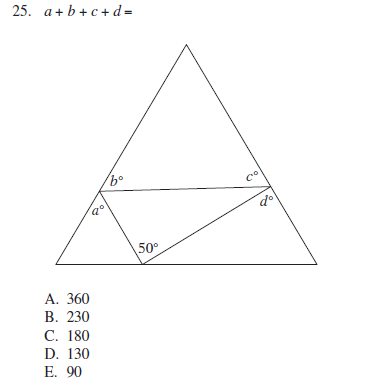 25. a + b + c + d =
b°
c°
a°
d°
50°
A. 360
B. 230
C. 180
D. 130
E. 90